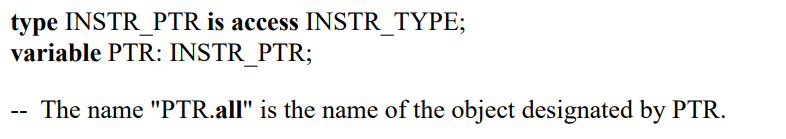 type INSTR_PTR is access INSTR_TYPE;
variable PTR: INSTR_PTR;
-- The name "PTR.all" is the name of the object designated by PTR.